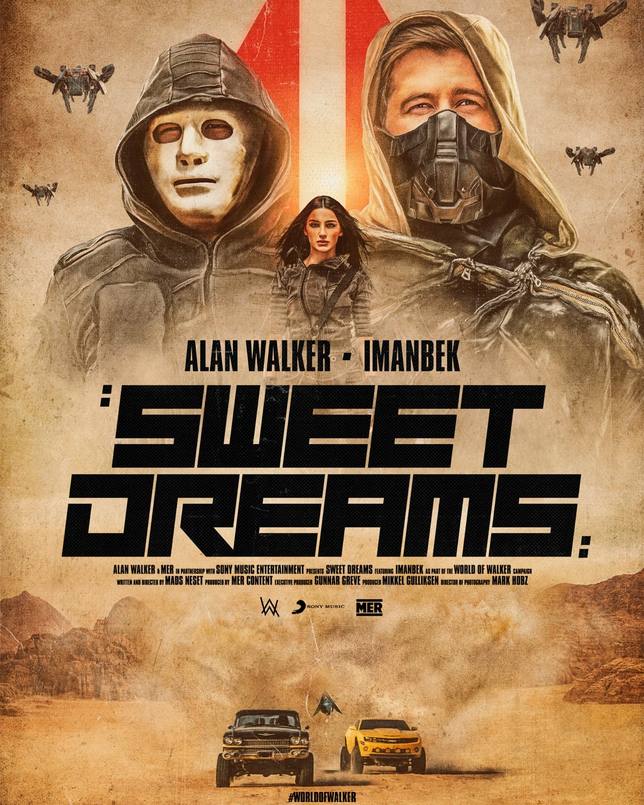 ALAN WALKER - IMANBEK
:SWEET
DREAMS:
ALAN WALKER & MER IN PARTNERSHIP WITH SONY MUSIC ENTERTAINMENT PRESENTS SWEET DREAMS FEATURING IMANBEK AS PART OF THE WORLD OF WALKER CAMPAIGN
WRITTEN AND DIRECTED BY MADS NESET PRODUCED BY MER CONTENT EXECUTIVE PRODUCER GUNNAR GREVE PRODUCER MIKKEL GULLIKSEN DIRECTOR OF PHOTOGRAPHY MARK HOBZ
SONY MUSIC MER
#WORLDOFWALKER